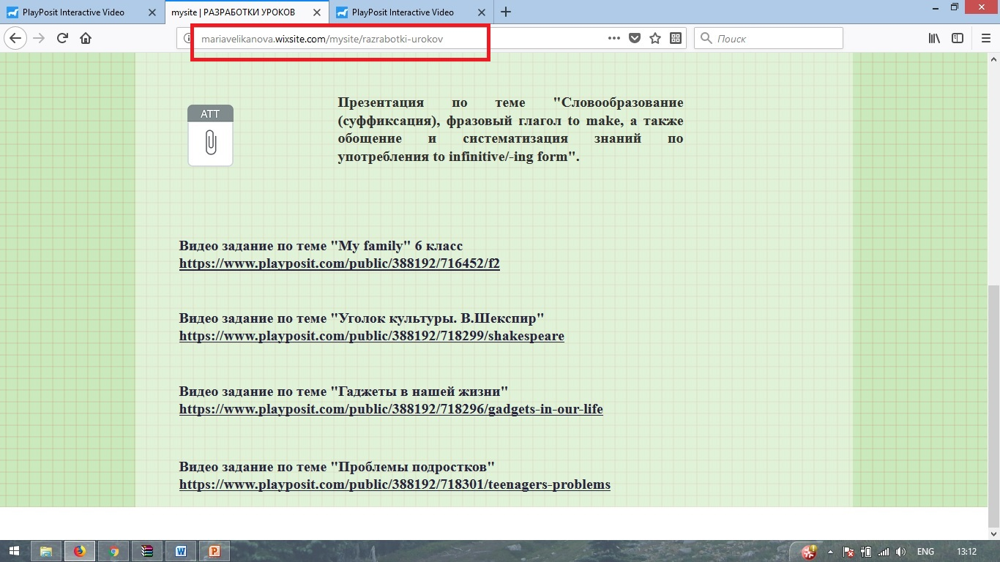 PlayPosit Interactive Video
mysite | РАЗРАБОТКИ УРОКОВ
PlayPosit Interactive Video
mariavelikanova.wixsite.com/mysite/razrabotki-urokov
Поиск
ATT
Презентация по теме "Словообразование
(суффиксация), фразовый глагол to make, а также
обощение и систематизация знаний по
употребления to infinitive/-ing form".
Видео задание по теме "My family" 6 класс
https://www.playposit.com/public/388192/716452/f2
Видео задание по теме "Уголок культуры. В.Шекспир"
https://www.playposit.com/public/388192/718299/shakespeare
Видео задание по теме "Гаджеты в нашей жизни"
https://www.playposit.com/public/388192/718296/gadgets-in-our-life
Видео задание по теме "Проблемы подростков"
https://www.playposit.com/public/388192/718301/teenagers-problems
ENG
13:12